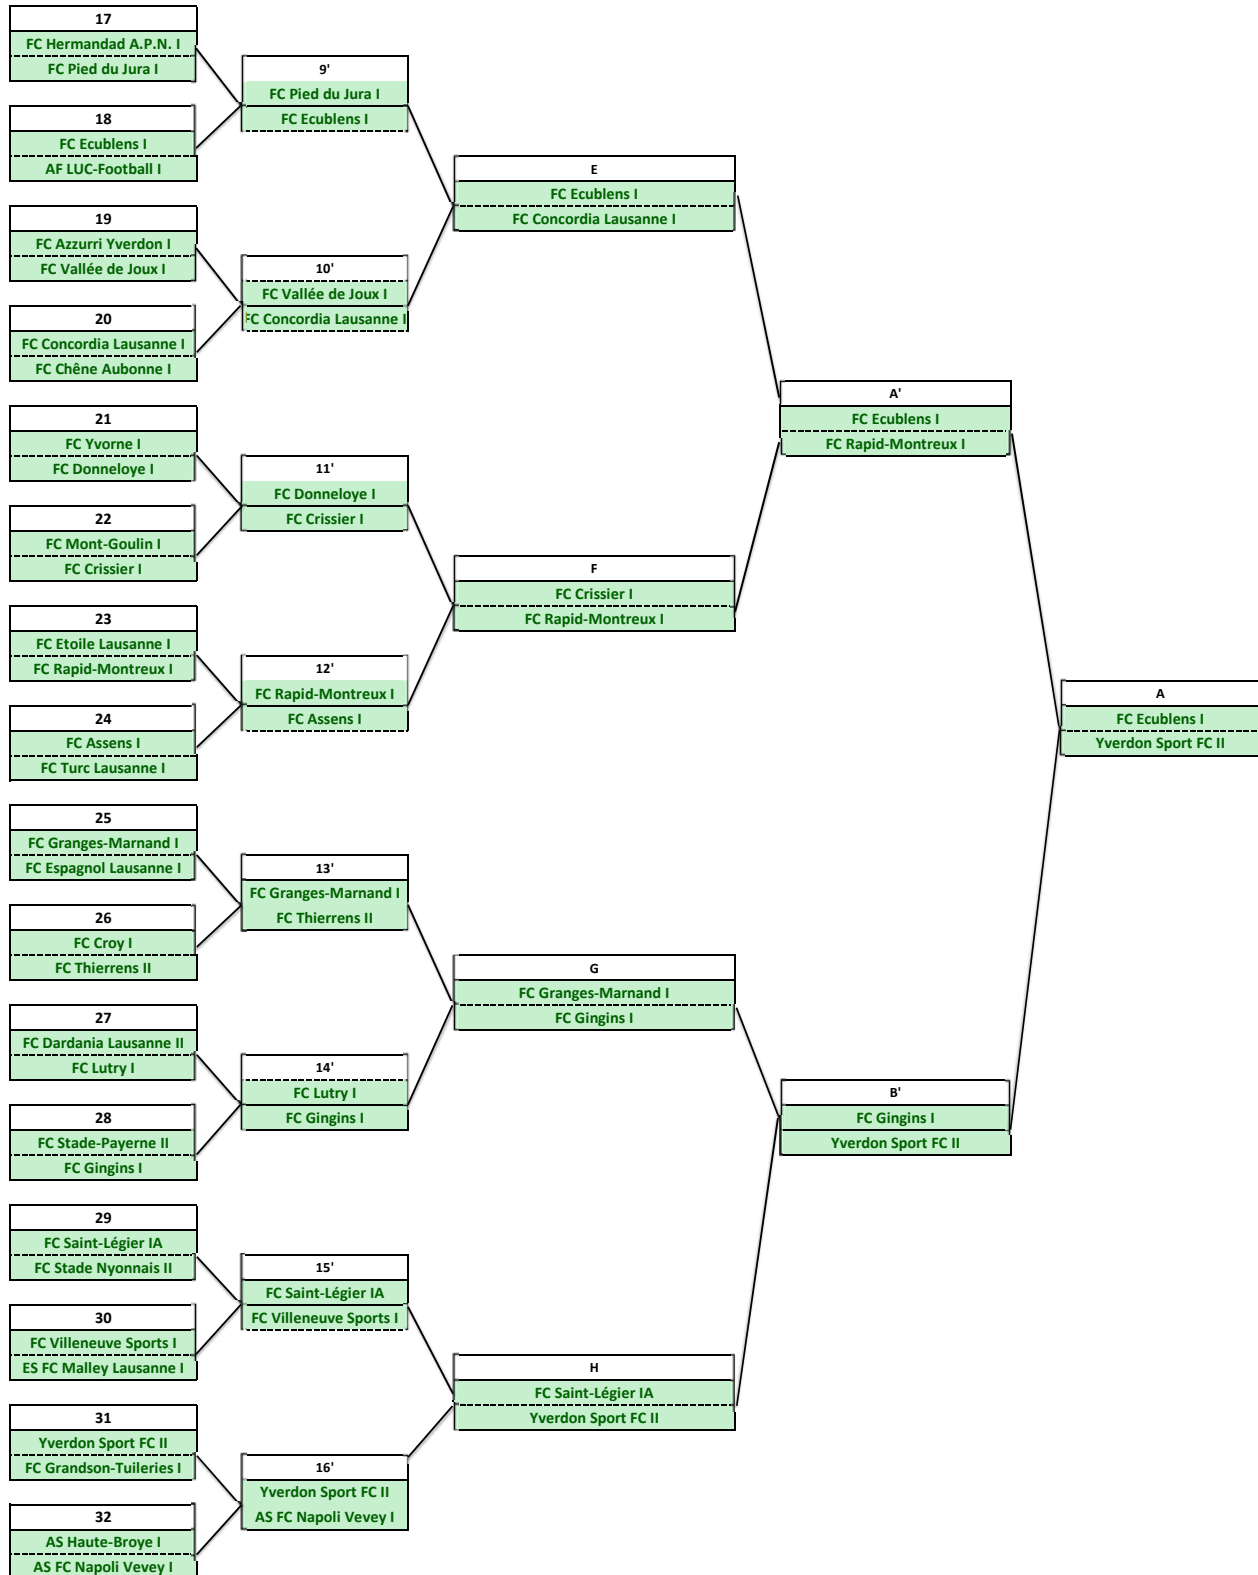 17
FC Hermandad A.P.N. I
FC Pied du Jura I
18
FC Ecublens I
AF LUC-Football I
19
FC Azzurri Yverdon I
FC Vallée de Joux I
20
FC Concordia Lausanne I
FC Chêne Aubonne I
21
FC Yvorne I
FC Donneloye I
22
FC Mont-Goulin I
FC Crissier I
23
FC Etoile Lausanne I
FC Rapid-Montreux I
24
FC Assens I
FC Turc Lausanne I
25
FC Granges-Marnand I
FC Espagnol Lausanne I
26
FC Croy I
FC Thierrens II
27
FC Dardania Lausanne II
FC Lutry I
28
FC Stade-Payerne II
FC Gingins I
29
FC Saint-Légier IA
FC Stade Nyonnais II
30
FC Villeneuve Sports I
ES FC Malley Lausanne I
31
Yverdon Sport FC II
FC Grandson-Tuileries I
32
AS Haute-Broye I
AS FC Napoli Vevey I
9'
FC Pied du Jura I
FC Ecublens I
10'
FC Vallée de Joux I
FC Concordia Lausanne I
11'
FC Donneloye I
FC Crissier I
12'
FC Rapid-Montreux I
FC Assens I
13'
FC Granges-Marnand I
FC Thierrens II
14'
FC Lutry I
FC Gingins I
15'
FC Saint-Légier IA
FC Villeneuve Sports I
16'
Yverdon Sport FC II
AS FC Napoli Vevey I
E
FC Ecublens I
FC Concordia Lausanne I
F
FC Crissier I
FC Rapid-Montreux I
G
FC Granges-Marnand I
FC Gingins I
H
FC Saint-Légier IA
Yverdon Sport FC II
A'
FC Ecublens I
FC Rapid-Montreux I
B'
FC Gingins I
Yverdon Sport FC II
A
FC Ecublens I
Yverdon Sport FC II